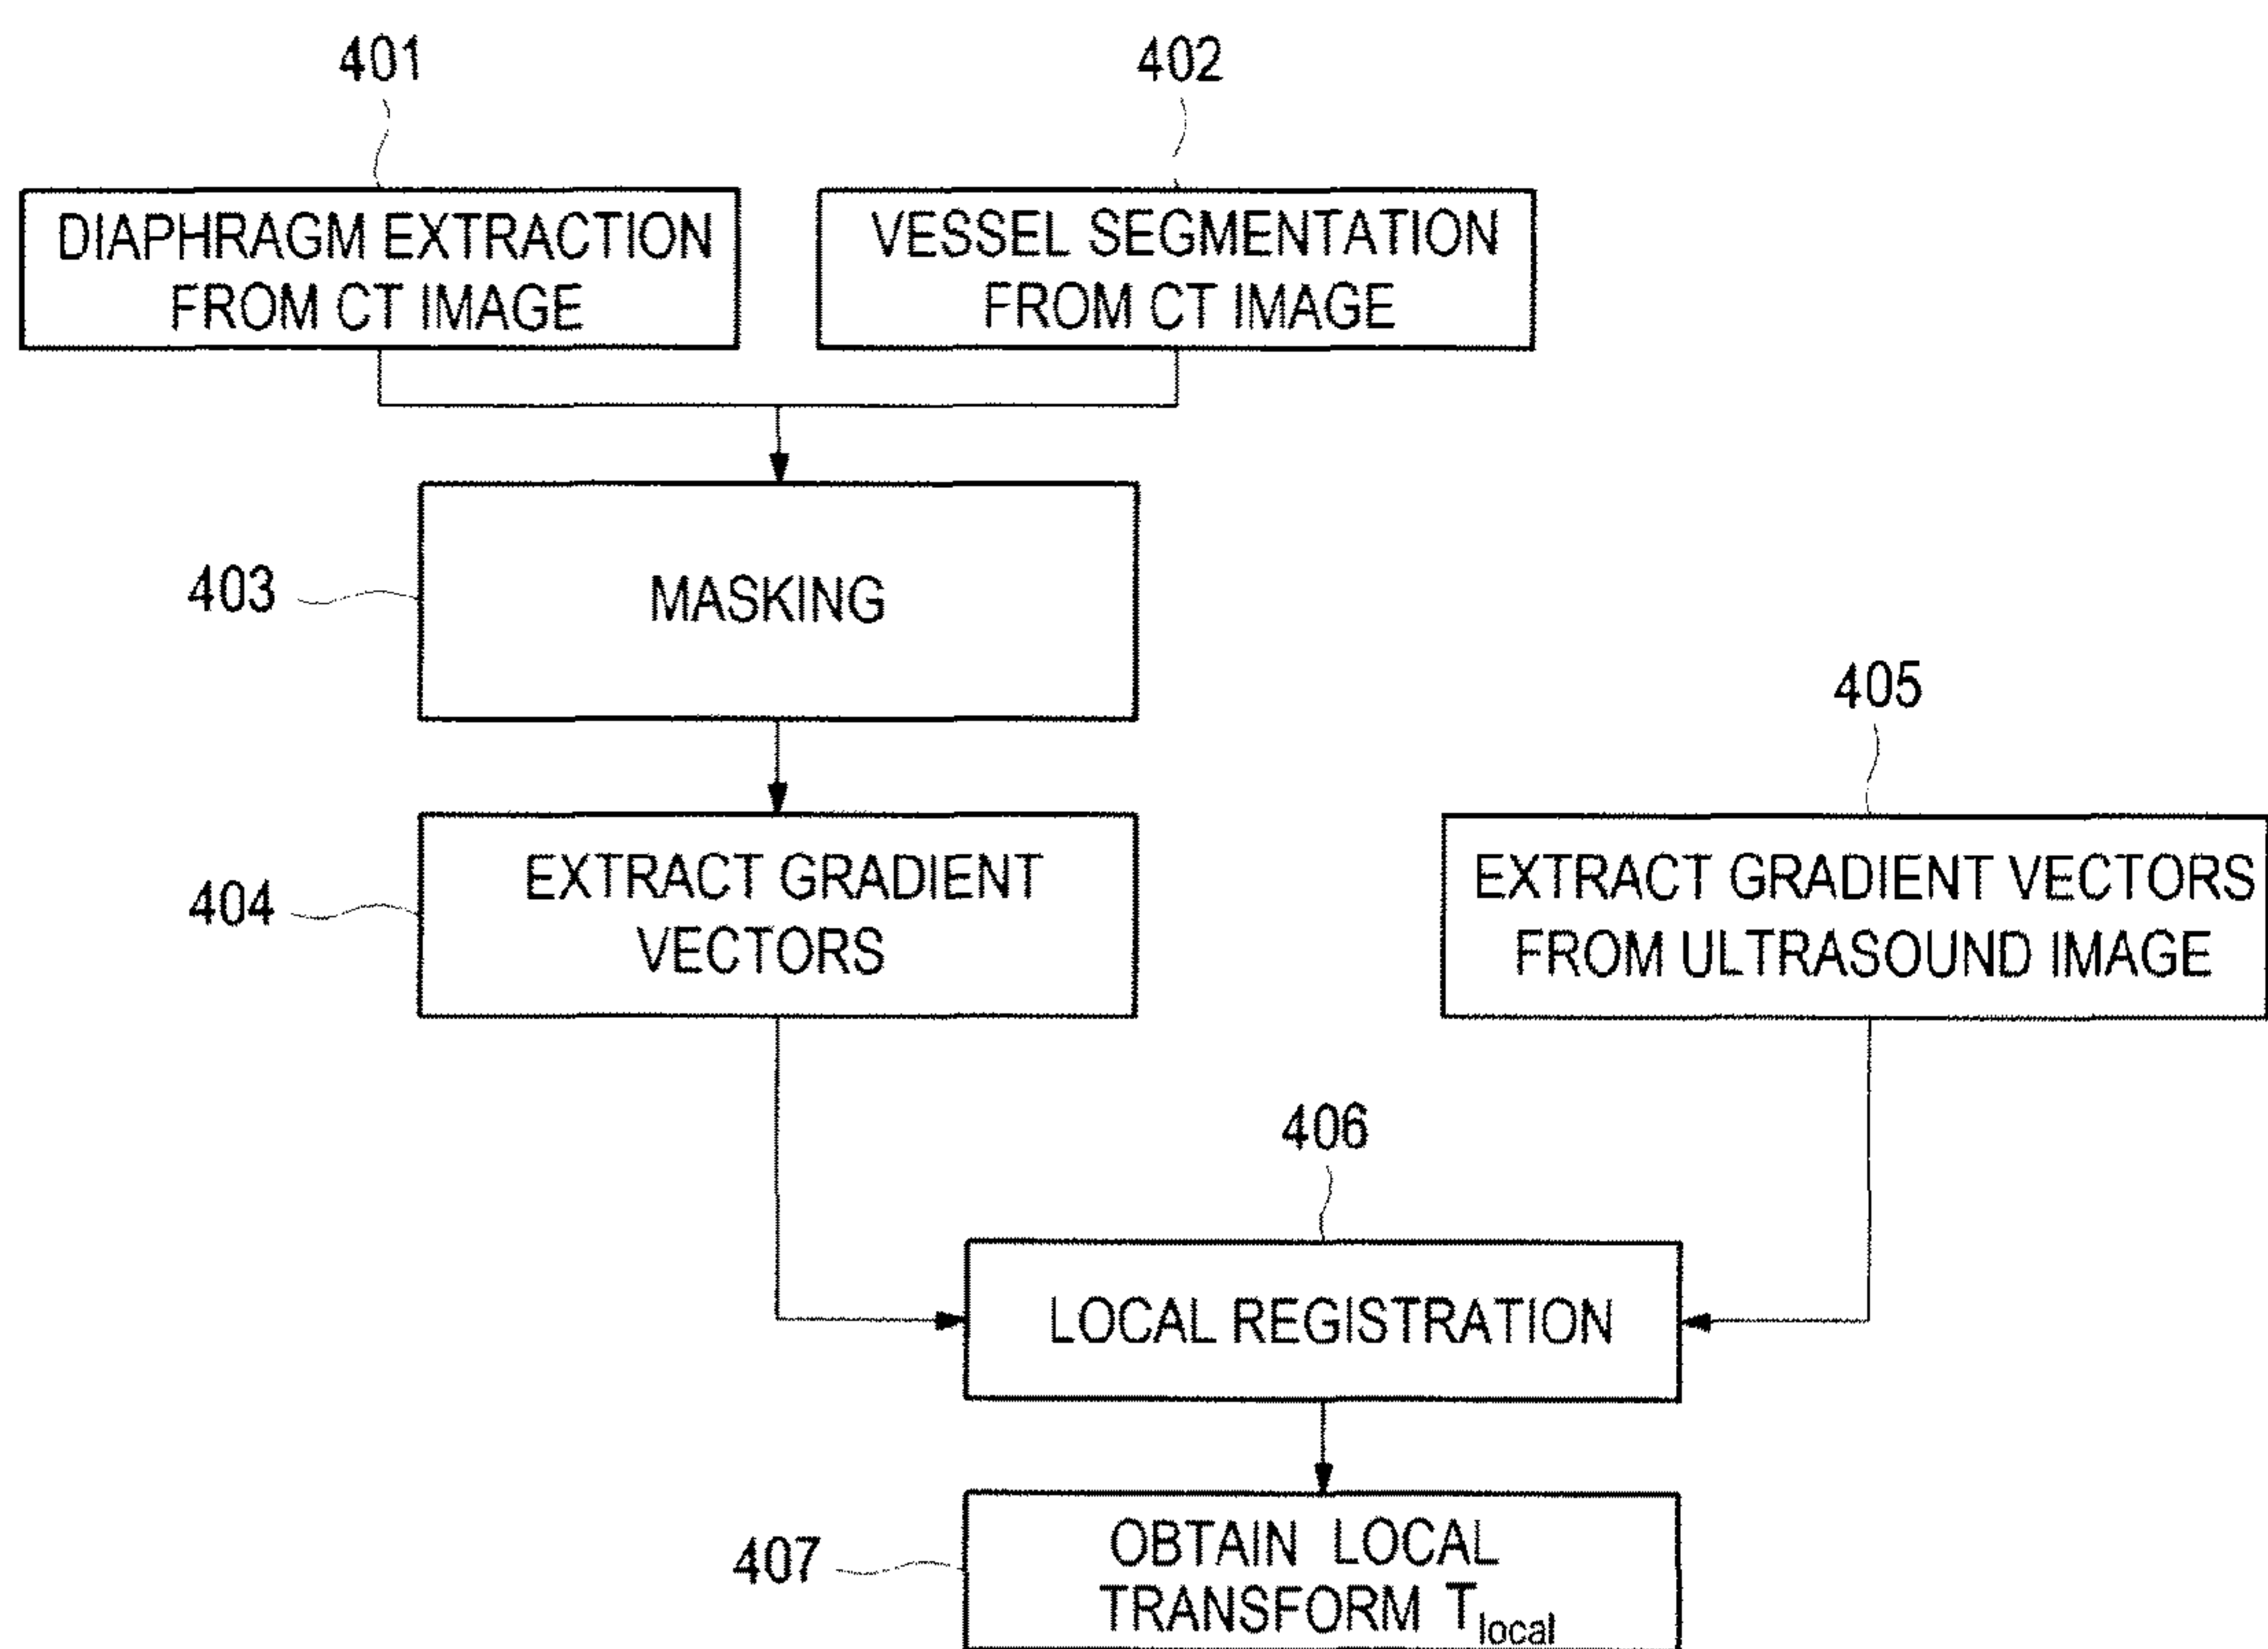 401
402
DIAPHRAGM EXTRACTION
FROM CT IMAGE
VESSEL SEGMENTATION
FROM CT IMAGE
403
MASKING
405
404
EXTRACT GRADIENT
VECTORS
EXTRACT GRADIENT VECTORS
FROM ULTRASOUND IMAGE
406
LOCAL REGISTRATION
407
OBTAIN LOCAL
TRANSFORM Tlocal